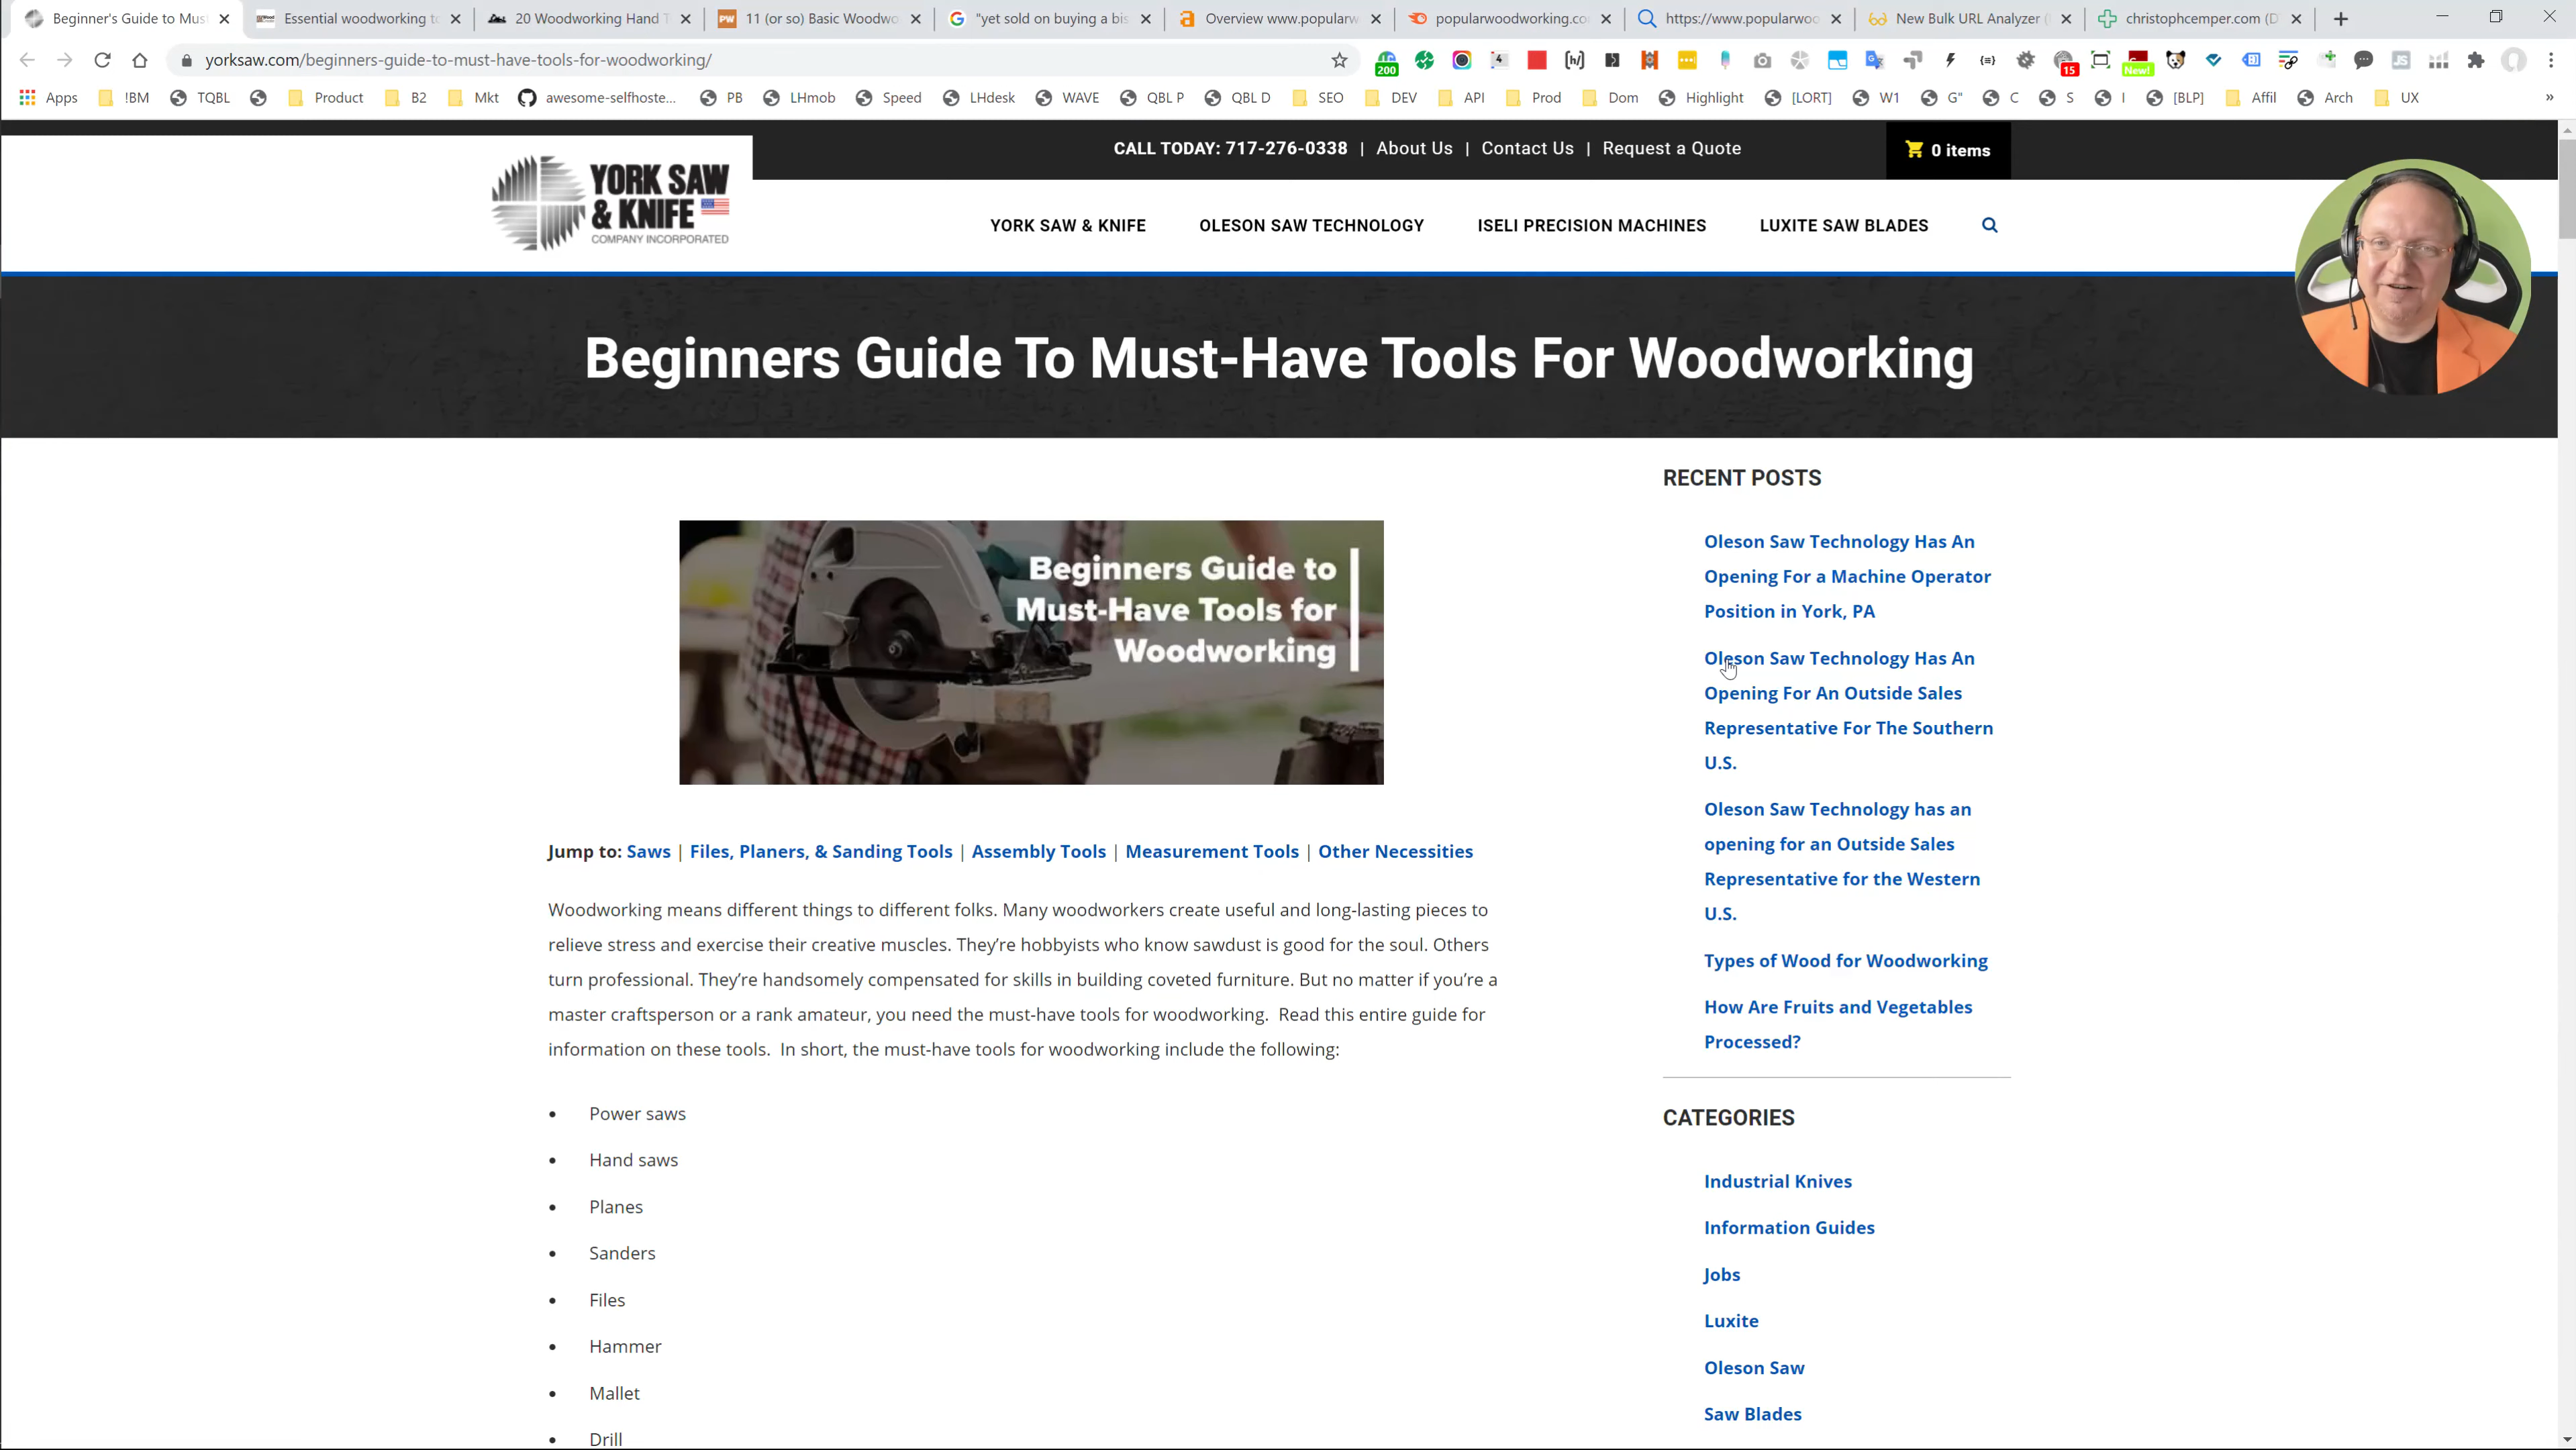 Beginner's Guide to Mus
Essential woodworking to
20 Woodworking Hand T
PW
11 (or so) Basic Woodwo
"yet sold on buying a bis
Overview www.popularw
popularwoodworking.co
https://www.popularwoo
New Bulk URL Analyzer (
christophcemper.com (D
yorksaw.com/beginners-guide-to-must-have-tools-for-woodworking/
200
4
[h/]
15
New!
JS
Apps
!BM
TQBL
Product
B2
Mkt
awesome-selfhoste...
PB
LHmob
Speed
LHdesk
WAVE
QBL P
QBL D
SEO
DEV
API
Prod
Dom
Highlight
[LORT]
W1
G"
C
S
I
[BLP]
Affil
Arch
UX
»
CALL TODAY: 717-276-0338 | About Us | Contact Us | Request a Quote
0 items
YORK SAW
& KNIFE
COMPANY INCORPORATED
YORK SAW & KNIFE
OLESON SAW TECHNOLOGY
ISELI PRECISION MACHINES
LUXITE SAW BLADES
Beginners Guide To Must-Have Tools For Woodworking
Beginners Guide to
Must-Have Tools for
Woodworking
Jump to: Saws | Files, Planers, & Sanding Tools | Assembly Tools | Measurement Tools | Other Necessities
Woodworking means different things to different folks. Many woodworkers create useful and long-lasting pieces to
relieve stress and exercise their creative muscles. They're hobbyists who know sawdust is good for the soul. Others
turn professional. They're handsomely compensated for skills in building coveted furniture. But no matter if you're a
master craftsperson or a rank amateur, you need the must-have tools for woodworking.  Read this entire guide for
information on these tools.  In short, the must-have tools for woodworking include the following:
• Power saws
• Hand saws
• Planes
• Sanders
• Files
• Hammer
• Mallet
• Drill
RECENT POSTS
Oleson Saw Technology Has An
Opening For a Machine Operator
Position in York, PA
Oleson Saw Technology Has An
Opening For An Outside Sales
Representative For The Southern
U.S.
Oleson Saw Technology has an
opening for an Outside Sales
Representative for the Western
U.S.
Types of Wood for Woodworking
How Are Fruits and Vegetables
Processed?
CATEGORIES
Industrial Knives
Information Guides
Jobs
Luxite
Oleson Saw
Saw Blades